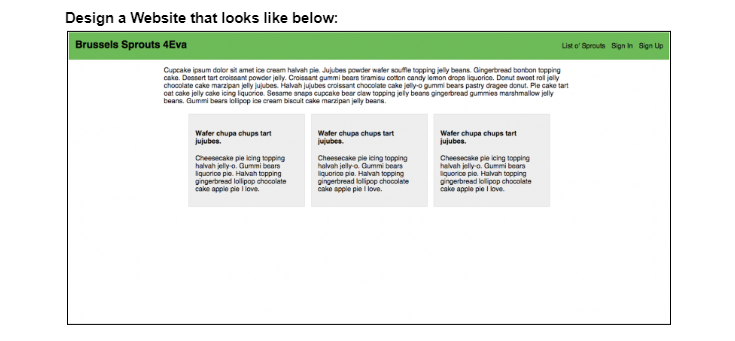 Design a Website that looks like below:
Brussels Sprouts 4Eva
List o' Sprouts Sign In Sign Up
Cupcake ipsum dolor sit amet ice cream halvah pie. Jujubes powder wafer souffle topping jelly beans. Gingerbread bonbon topping
cake. Dessert tart croissant powder jelly. Croissant gummi bears tiramisu cotton candy lemon drops liquorice. Donut sweet roll jelly
chocolate cake marzipan jelly jujubes. Halvah jujubes croissant chocolate cake jelly-o gummi bears pastry dragee donut. Pie cake tart
oat cake jelly cake icing liquorice. Sesame snaps cupcake bear claw topping jelly beans gingerbread gummies marshmallow jelly
beans. Gummi bears lollipop ice cream biscuit cake marzipan jelly beans.
Wafer chupa chups tart
jujubes.
Cheesecake pie icing topping
halvah jelly-o. Gummi bears
liquorice pie. Halvah topping
gingerbread lollipop chocolate
cake apple pie I love.
Wafer chupa chups tart
jujubes.
Cheesecake pie icing topping
halvah jelly-o. Gummi bears
liquorice pie. Halvah topping
gingerbread lollipop chocolate
cake apple pie I love.
Wafer chupa chups tart
jujubes.
Cheesecake pie icing topping
halvah jelly-o. Gummi bears
liquorice pie. Halvah topping
gingerbread lollipop chocolate
cake apple pie I love.